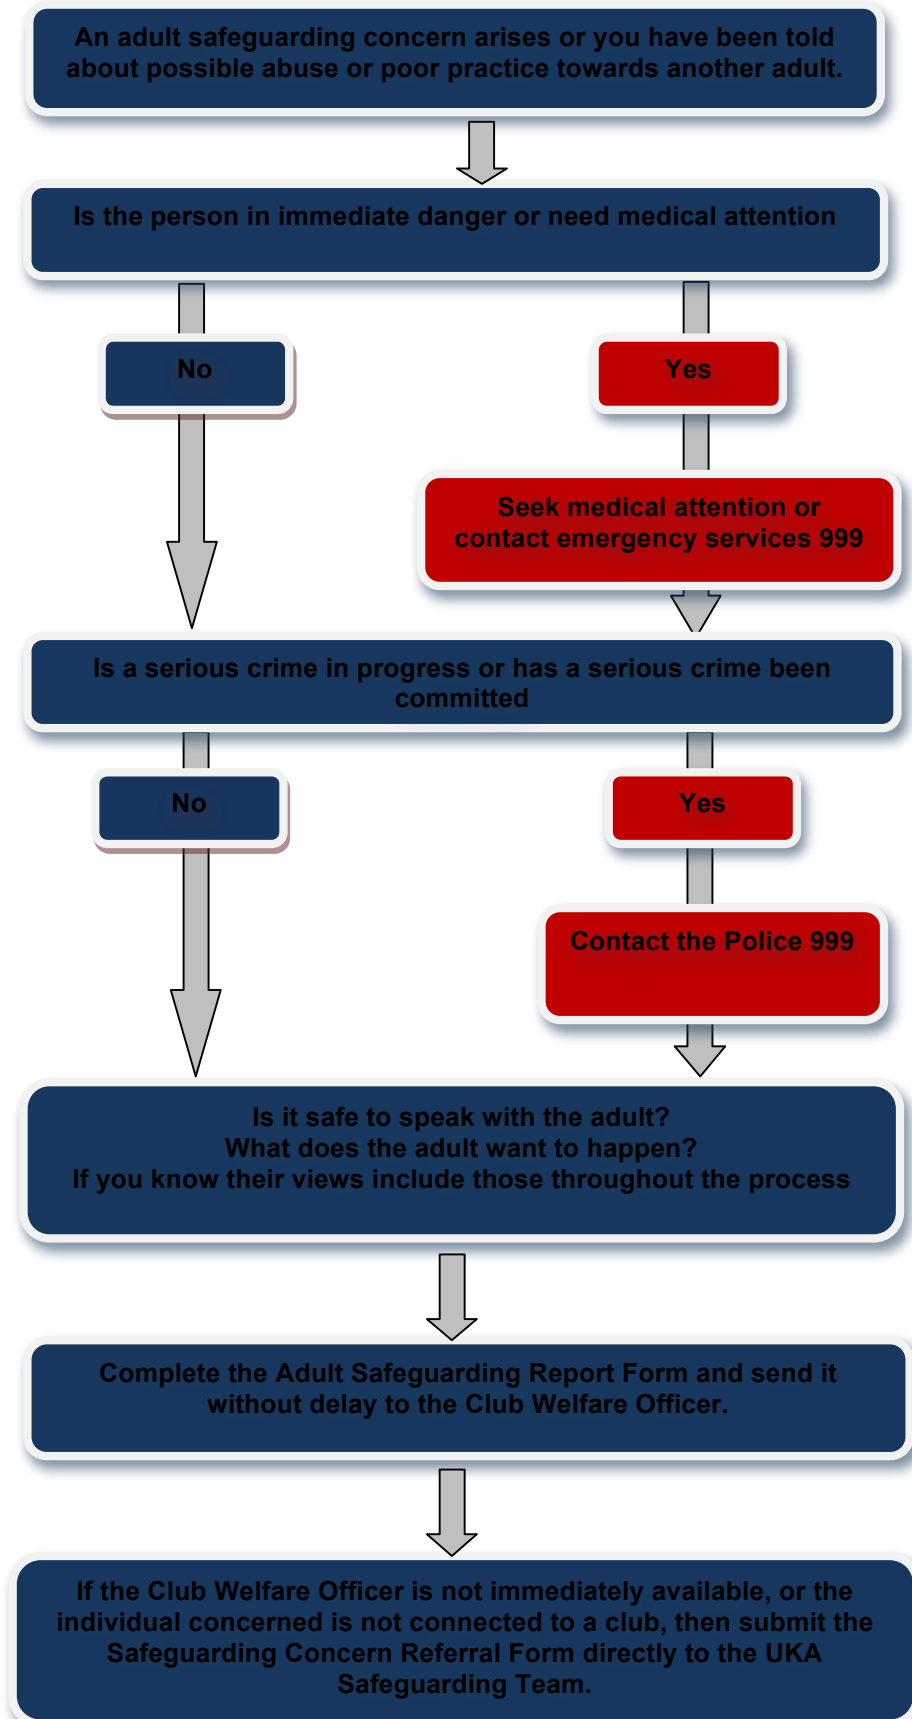 An adult safeguarding concern arises or you have been told
about possible abuse or poor practice towards another adult.
Is the person in immediate danger or need medical attention
No
Yes
Seek medical attention or
contact emergency services 999
Is a serious crime in progress or has a serious crime been
committed
No
Yes
Contact the Police 999
Is it safe to speak with the adult?
What does the adult want to happen?
If you know their views include those throughout the process
Complete the Adult Safeguarding Report Form and send it
without delay to the Club Welfare Officer.
If the Club Welfare Officer is not immediately available, or the
individual concerned is not connected to a club, then submit the
Safeguarding Concern Referral Form directly to the UKA
Safeguarding Team.